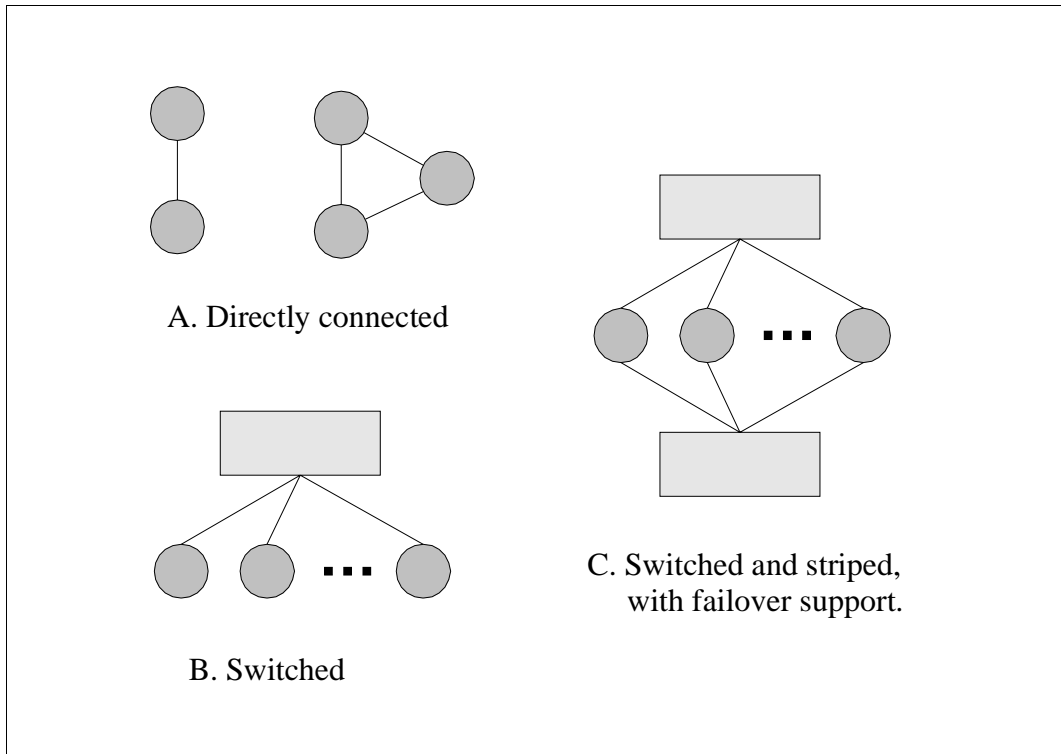 A. Directly connected
B. Switched
C. Switched and striped,
with failover support.